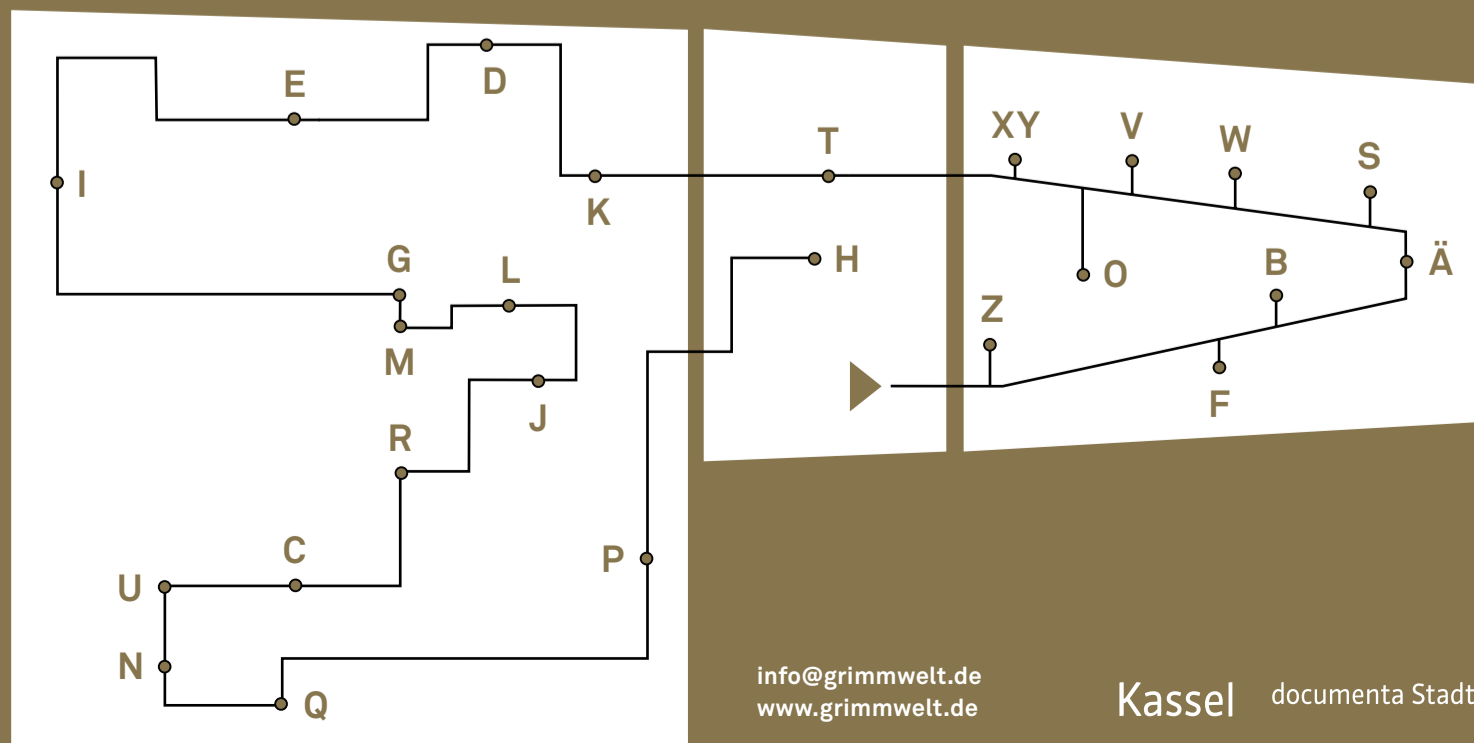 D
E
XY
V
T
W
S
I
K
G
L
H
O
B
Ä
Z
M
J
F
R
C
P
U
N
Q
info@grimmwelt.de
www.grimmwelt.de
Kassel documenta Stadt